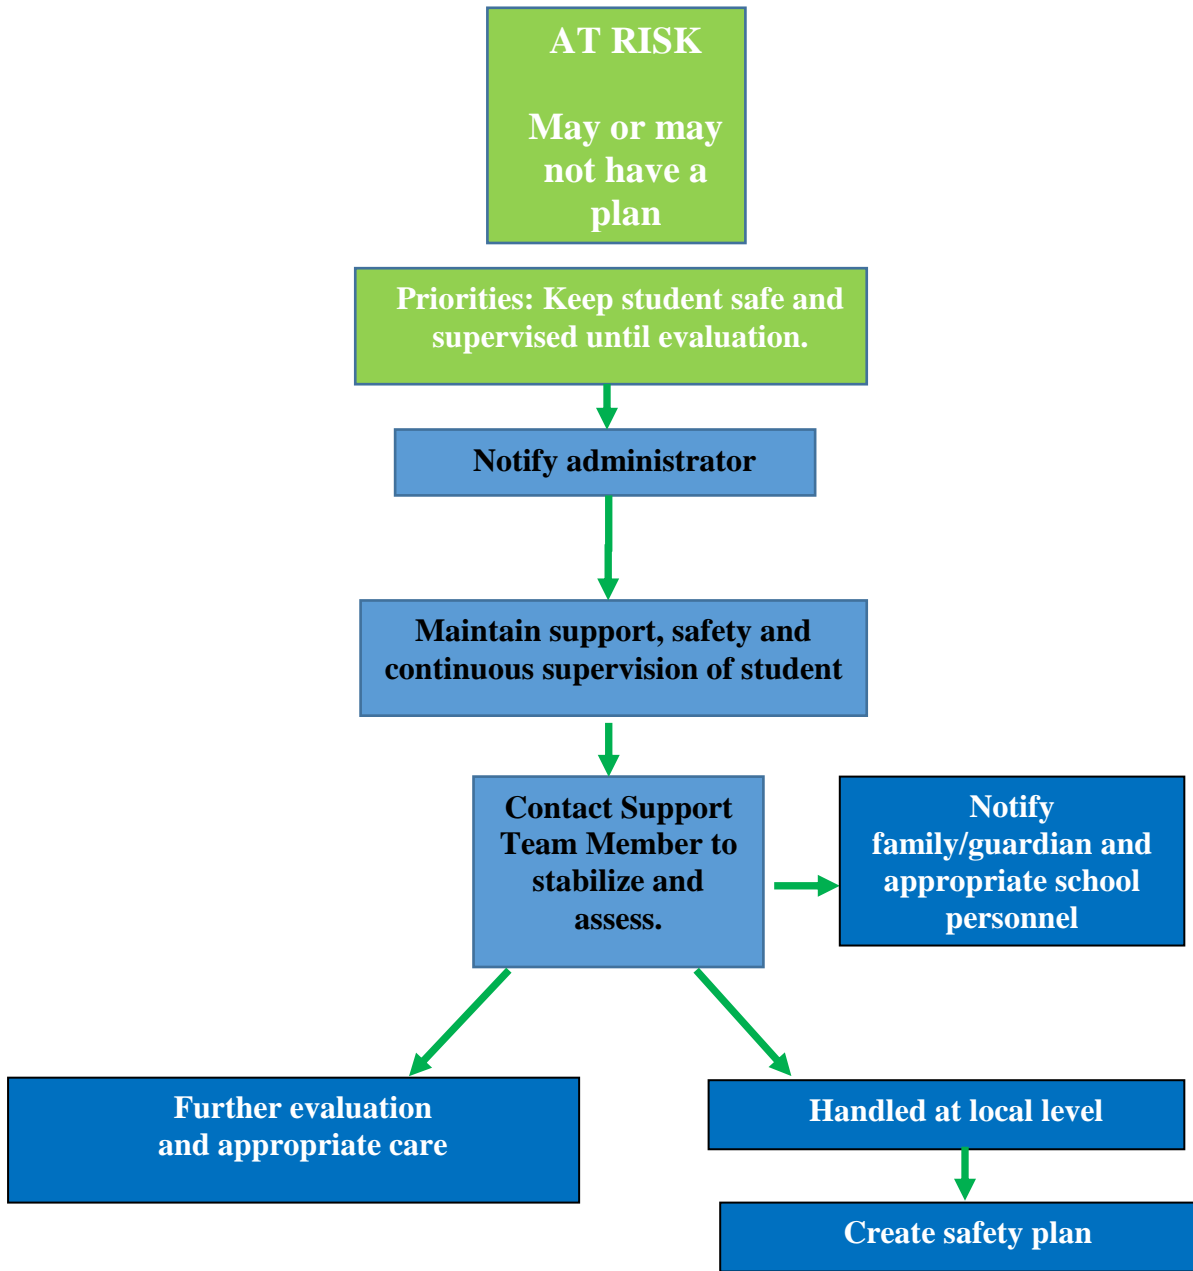 AT RISK
May or may
not have a
plan
Priorities: Keep student safe and
supervised until evaluation.
Notify administrator
Maintain support, safety and
continuous supervision of student
Contact Support
Team Member to
stabilize and
assess.
Notify
family/guardian and
appropriate school
personnel
Further evaluation
and appropriate care
Handled at local level
Create safety plan